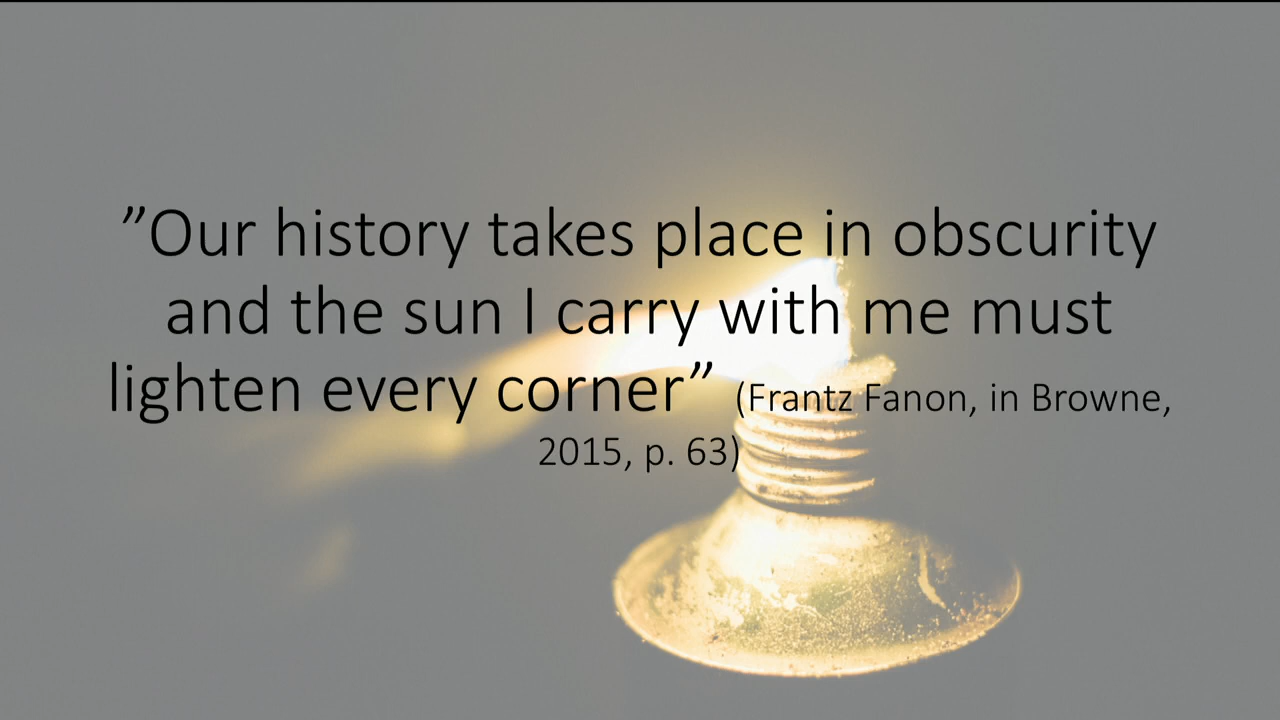 ”Our history takes place in obscurity
and the sun I carry with me must
lighten every corner” (Frantz Fanon, in Browne,
2015, p. 63)